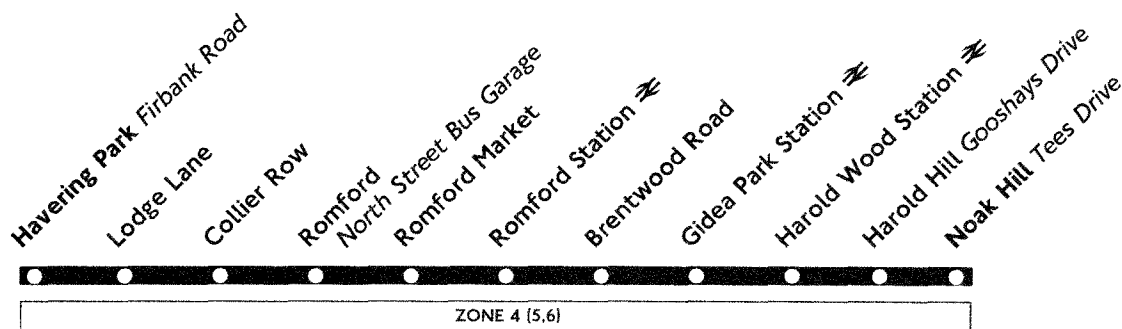 Havering Park Firbank Road
Lodge Lane
Collier Row
Romford
North Street Bus Garage
Romford Market
Romford Station
Brentwood Road
Gidea Park Station
Harold Wood Station
Harold Hill Gooshays Drive
Noak Hill Tees Drive
ZONE 4 (5,6)